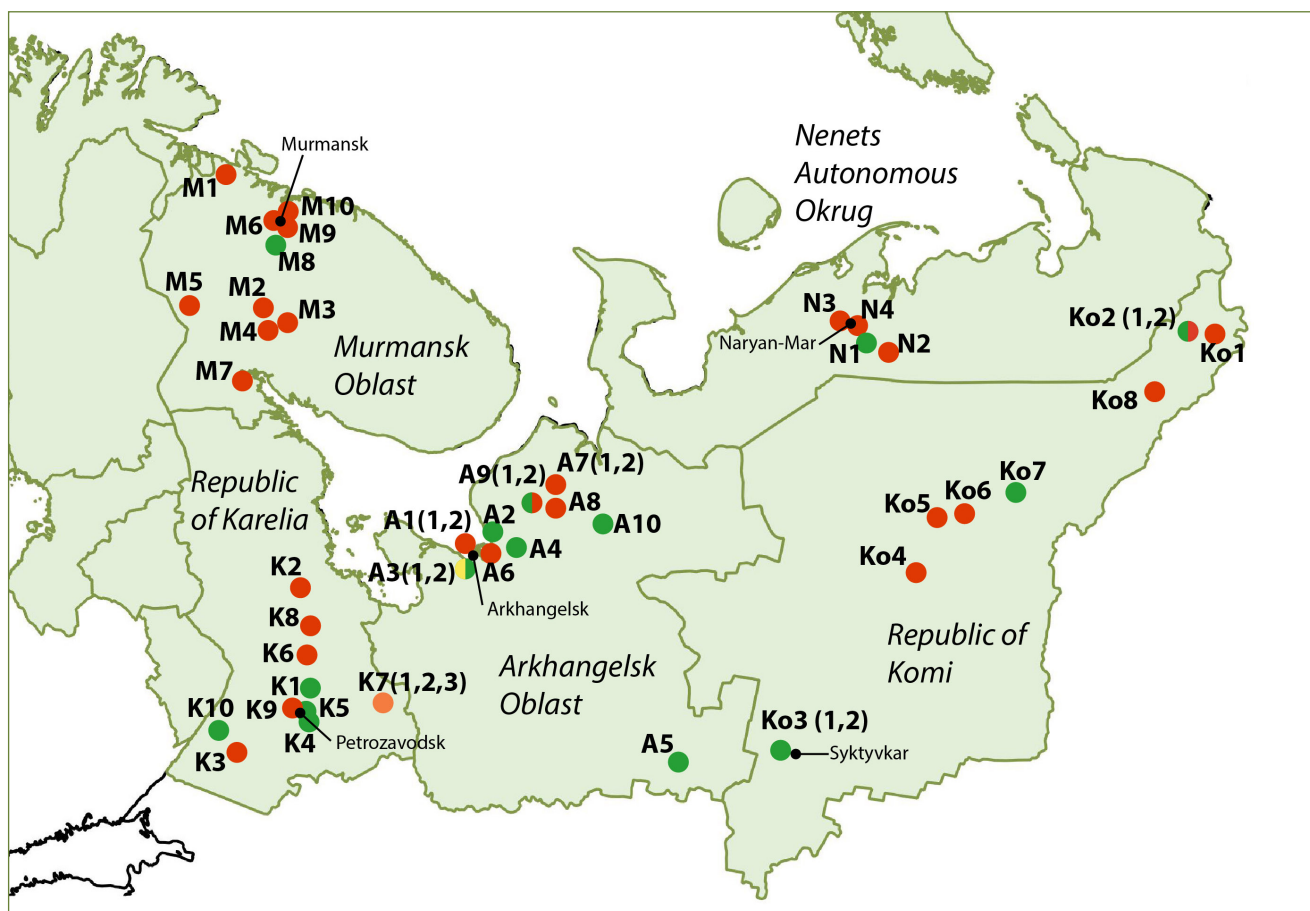 Murmansk
Nenets
Autonomous
Okrug
M1
M10
M6
M9
M8
M5
M2
M3
M4
Murmansk
Oblast
M7
N3
N4
Naryan-Mar
N1
N2
Ko2 (1,2)
Ko1
Ko8
Republic
of Karelia
A9(1,2)
A7(1,2)
A8
A1(1,2)
A2
A10
A4
A3(1,2)
A6
Arkhangelsk
Ko7
Ko5
Ko6
Ko4
K2
K8
K6
K1
K7(1,2,3)
K10
K9
K5
K4
Petrozavodsk
K3
Arkhangelsk
Oblast
Republic of
Komi
A5
Ko3 (1,2)
Syktyvkar